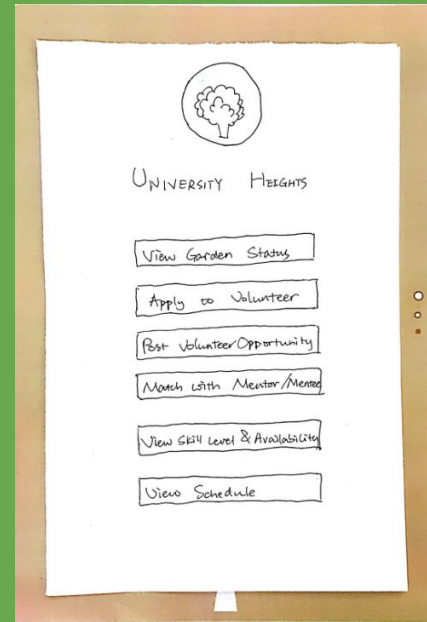 UNIVERSITY HEIGHTS
View Garden Status
Apply to Volunteer
Post Volunteer Opportunity
Match with Mentor/Mentee
View Skill Level & Availability
View Schedule